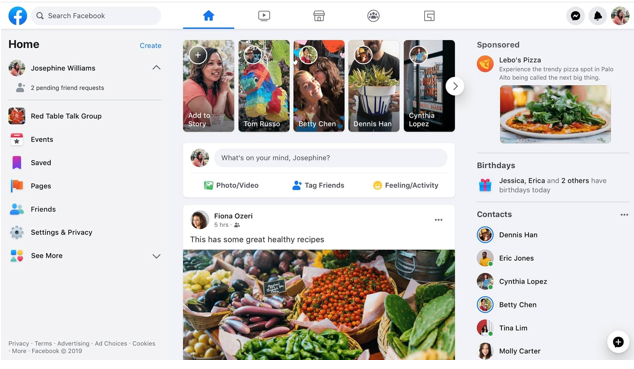 Search Facebook
Home
Create
Josephine Williams
2 pending friend requests
Red Table Talk Group
Events
Saved
Pages
Friends
Settings & Privacy
See More
Privacy · Terms · Advertising · Ad Choices · Cookies
· More · Facebook © 2019
Add to
Story
Tom Russo
Betty Chen
Dennis Han
Cynthia
Lopez
What's on your mind, Josephine?
Photo/Video
Tag Friends
Feeling/Activity
Fiona Ozeri
5 hrs ·
This has some great healthy recipes
Sponsored
Lebo's Pizza
Experience the trendy pizza spot in Palo
Alto being called the next big thing.
Birthdays
Jessica, Erica and 2 others have
birthdays today
Contacts
Dennis Han
Eric Jones
Cynthia Lopez
Betty Chen
Tina Lim
Molly Carter